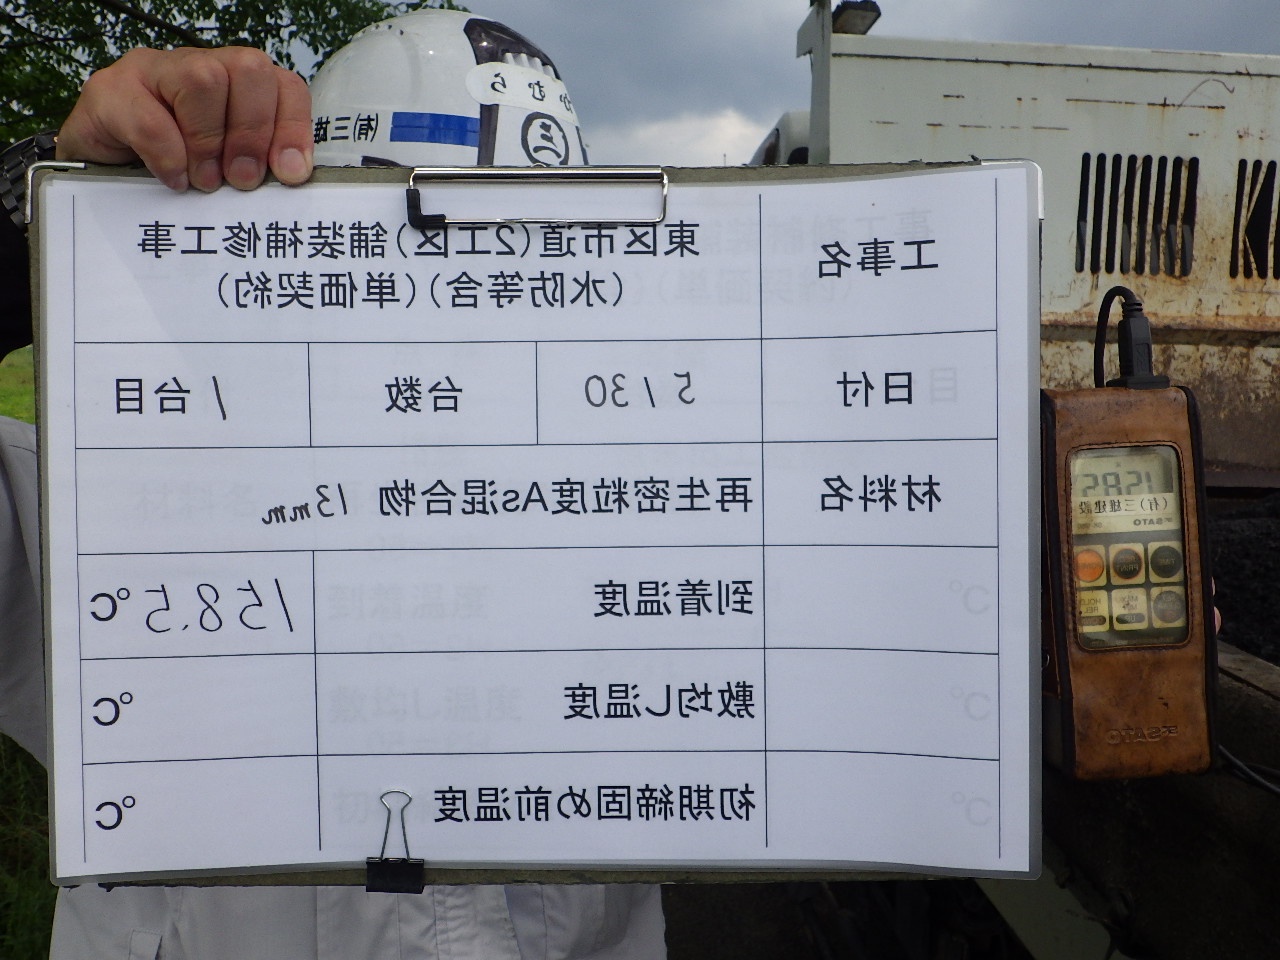 かむら
(有)三雄
工事名
東区市道(2工区)舗装補修工事
(水防等含)(単価契約)
日付 5/30 台数 1台目
材料名 再生密粒度As混合物 13mm
到着温度 158.5℃
敷均し温度 ℃
初期締固め前温度 ℃
158.5
(有)三雄建設
SATO
SATO